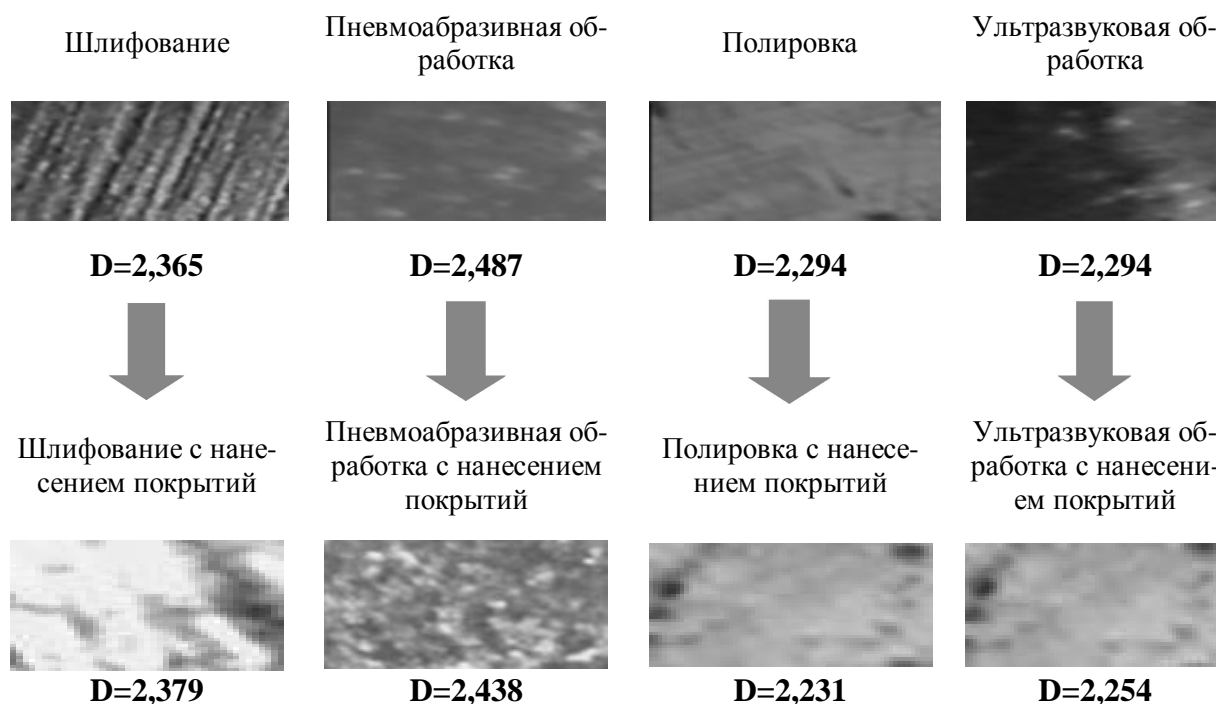 Шлифование
Пневмоабразивная об-
работка
Полировка
Ультразвуковая об-
работка
D=2,365
D=2,487
D=2,294
D=2,294
Шлифование с нане-
сением покрытий
Пневмоабразивная об-
работка с нанесением
покрытий
Полировка с нанесе-
нием покрытий
Ультразвуковая об-
работка с нанесени-
ем покрытий
D=2,379
D=2,438
D=2,231
D=2,254